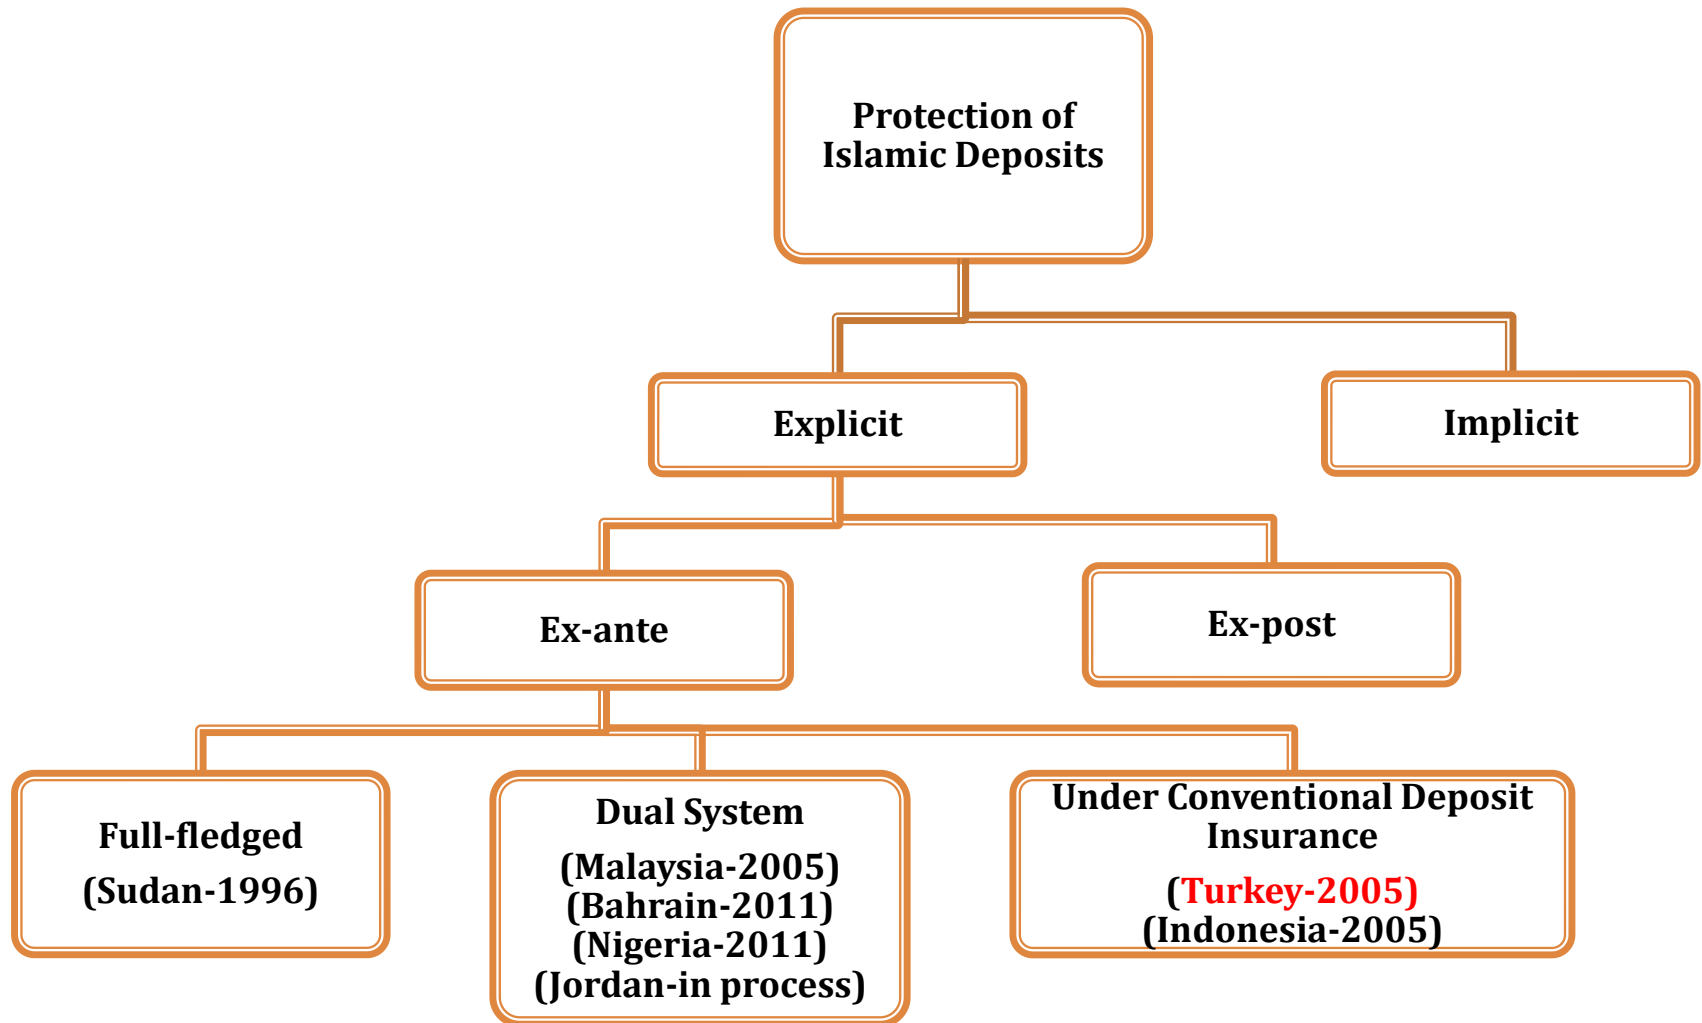 Protection of
Islamic Deposits
Explicit
Implicit
Ex-ante
Ex-post
Full-fledged
(Sudan-1996)
Dual System
(Malaysia-2005)
(Bahrain-2011)
(Nigeria-2011)
(Jordan-in process)
Under Conventional Deposit
Insurance
(Turkey-2005)
(Indonesia-2005)